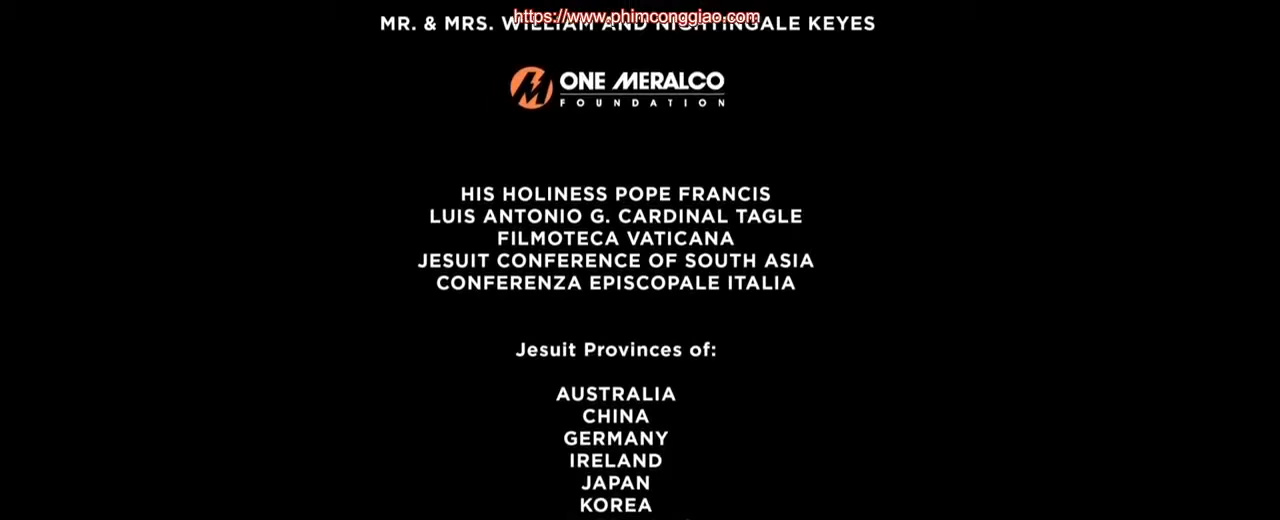 https://www.phimconggiao.com
MR. & MRS. WILLIAM AND NIGHTINGALE KEYES
ONE MERALCO
FOUNDATION
HIS HOLINESS POPE FRANCIS
LUIS ANTONIO G. CARDINAL TAGLE
FILMOTECA VATICANA
JESUIT CONFERENCE OF SOUTH ASIA
CONFERENZA EPISCOPALE ITALIA
Jesuit Provinces of:
AUSTRALIA
CHINA
GERMANY
IRELAND
JAPAN
KOREA